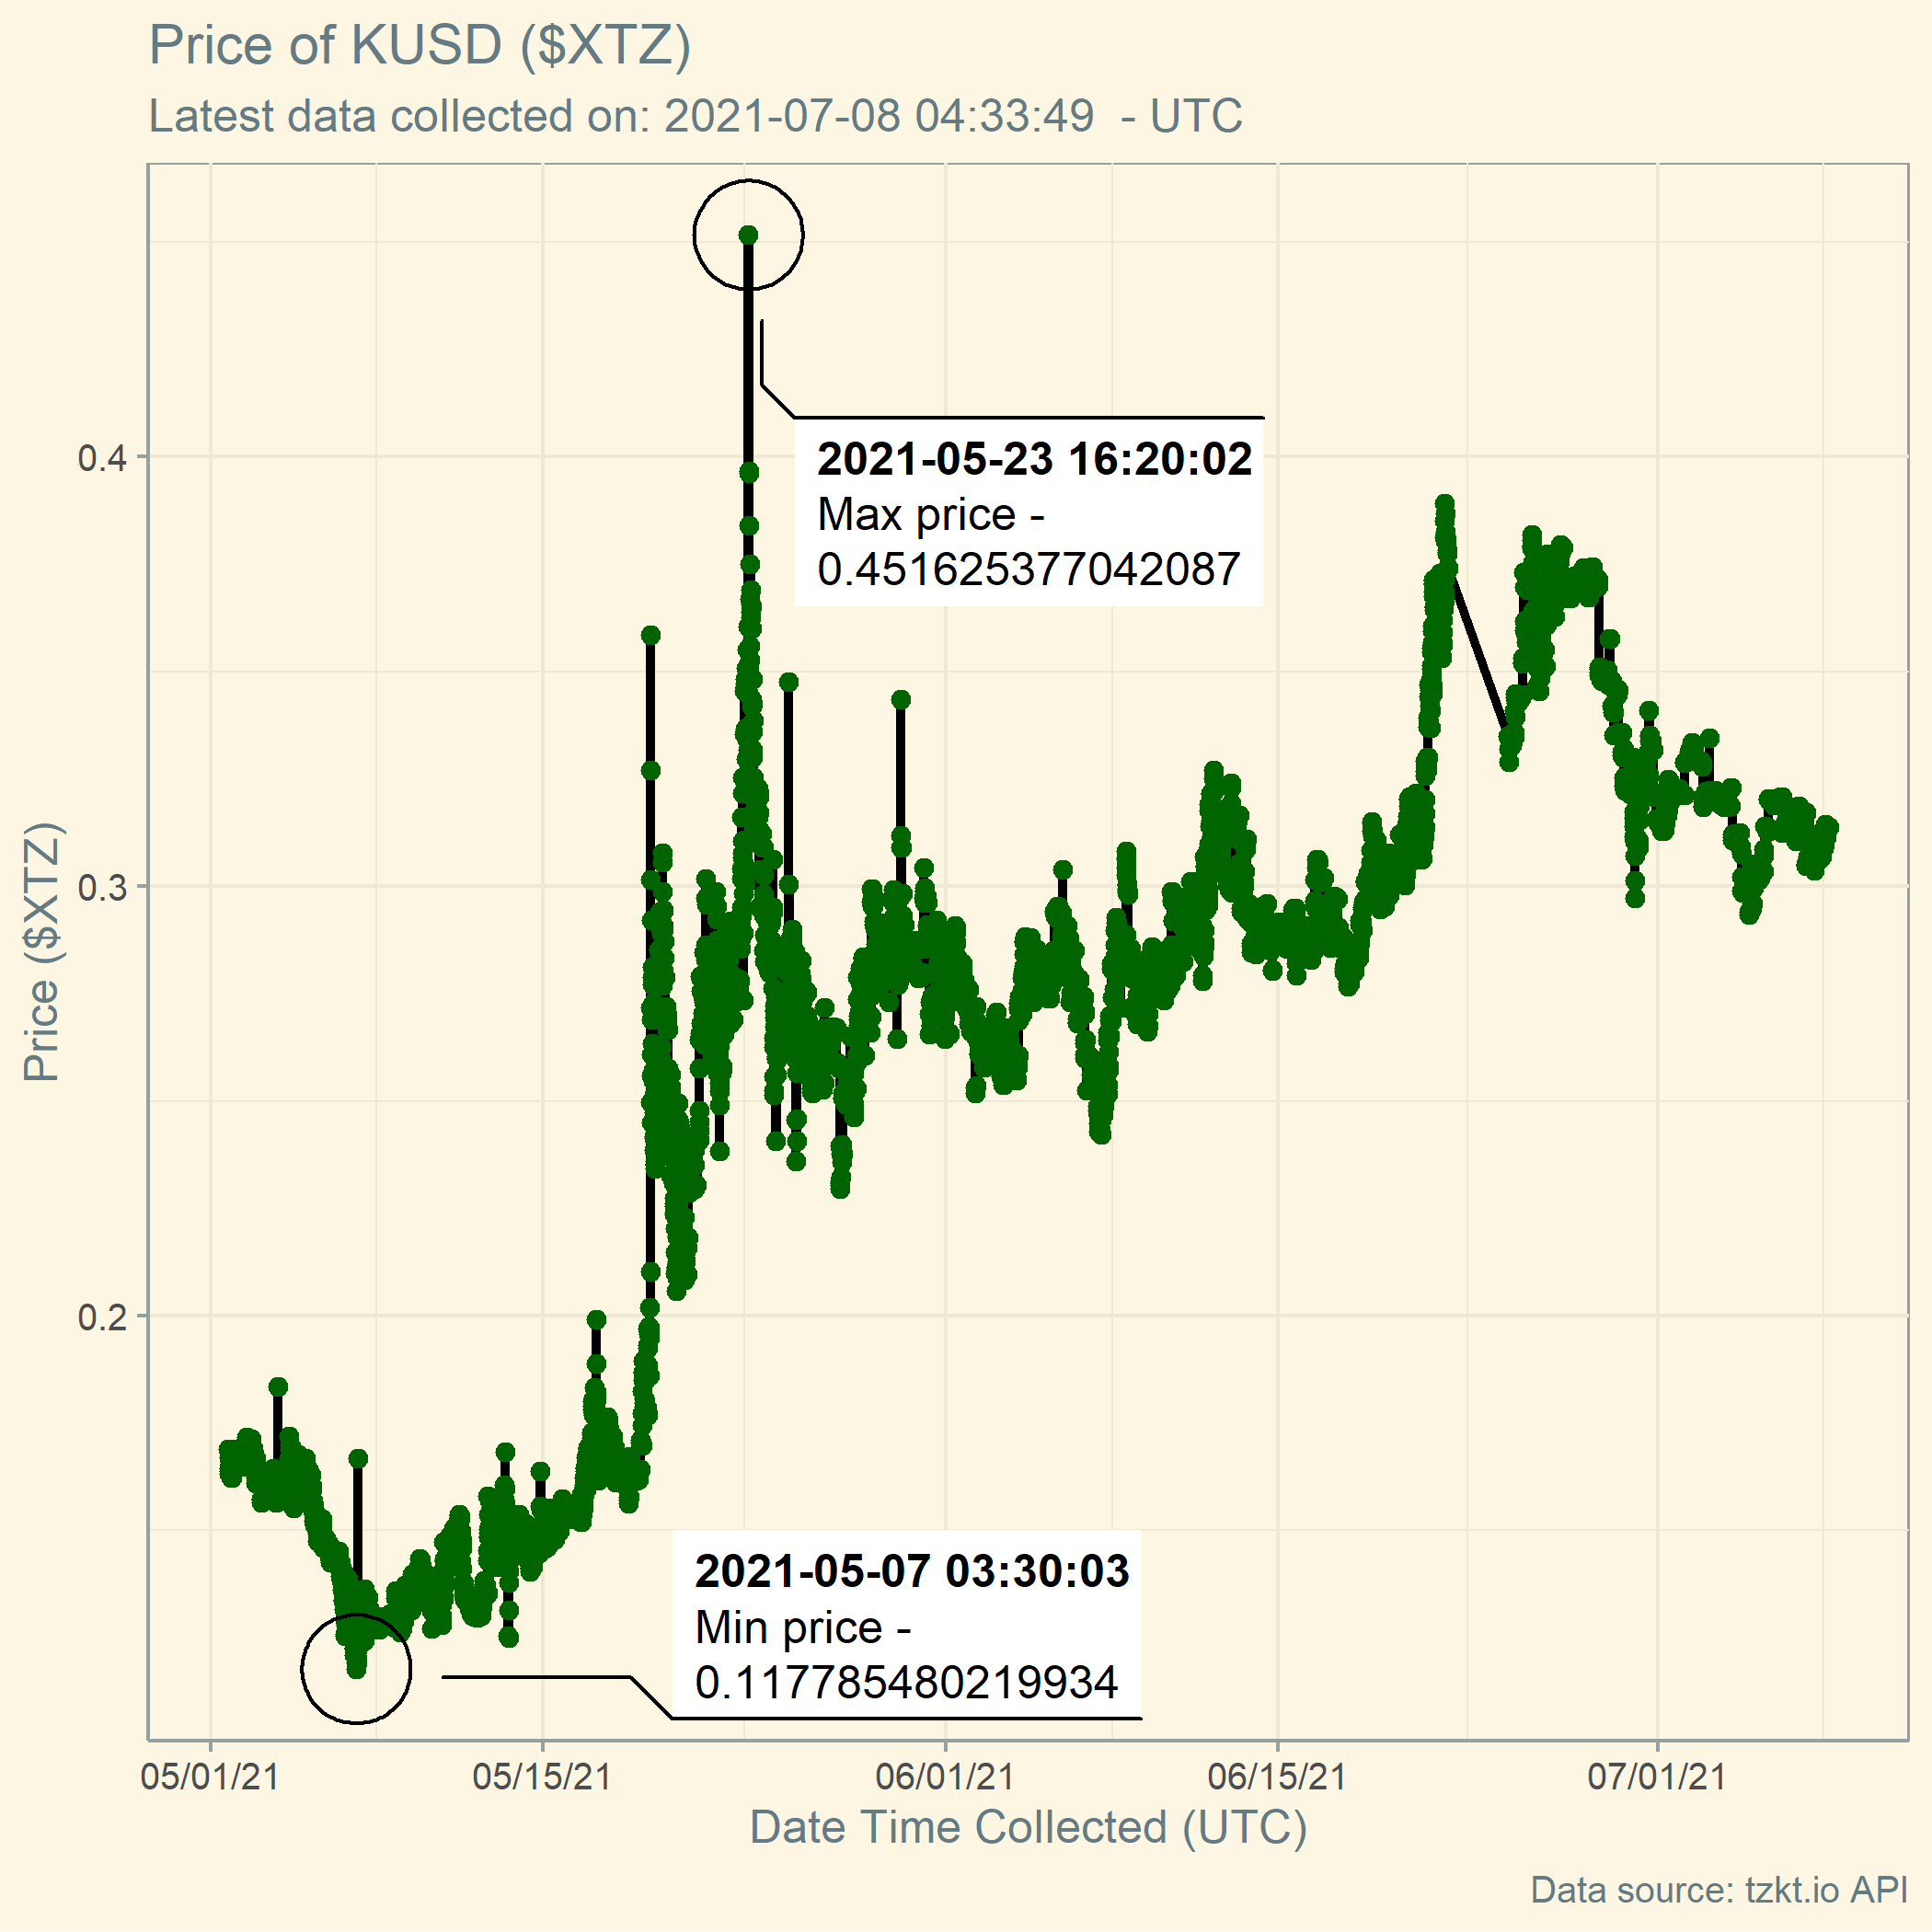 Price of KUSD ($XTZ)
Latest data collected on: 2021-07-08 04:33:49  - UTC
2021-05-23 16:20:02
Max price -
0.451625377042087
0.4
0.3
0.2
Price ($XTZ)
2021-05-07 03:30:03
Min price -
0.117785480219934
05/01/21
05/15/21
06/01/21
06/15/21
07/01/21
Date Time Collected (UTC)
Data source: tzkt.io API